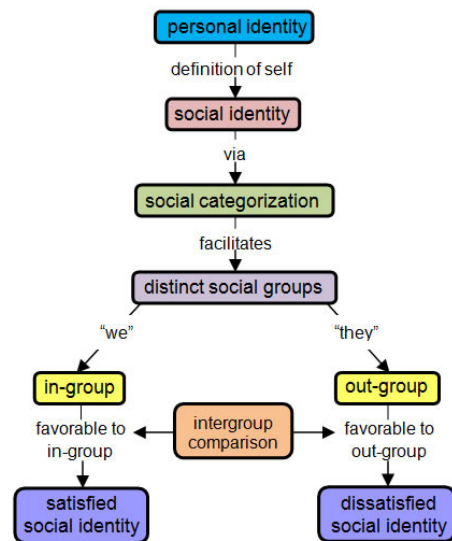 personal identity
definition of self
social identity
via
social categorization
facilitates
distinct social groups
“we”
“they”
in-group
out-group
favorable to
in-group
intergroup
comparison
favorable to
out-group
satisfied
social identity
dissatisfied
social identity